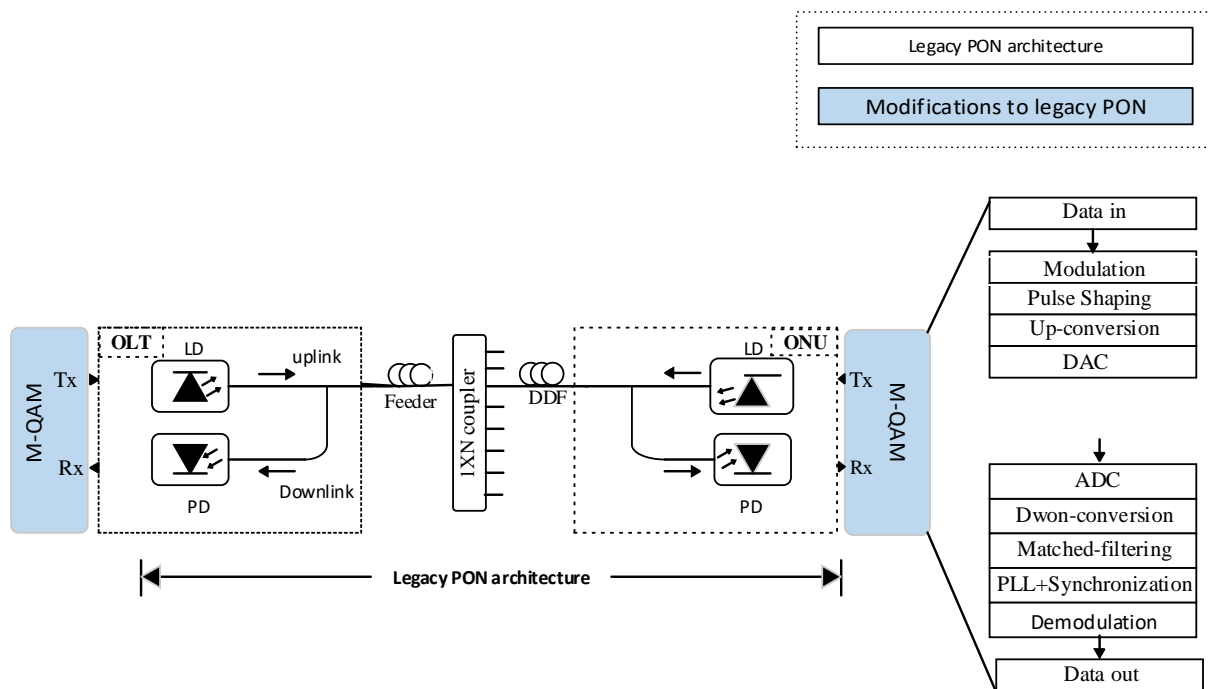 Legacy PON architecture
Modifications to legacy PON
Data in
Modulation
Pulse Shaping
Up-conversion
DAC
ADC
Dwon-conversion
Matched-filtering
PLL+Synchronization
Demodulation
Data out
M-QAM
Tx
Rx
OLT
LD
PD
uplink
Downlink
Feeder
1XN coupler
DDF
LD
ONU
PD
Tx
Rx
M-QAM
Legacy PON architecture